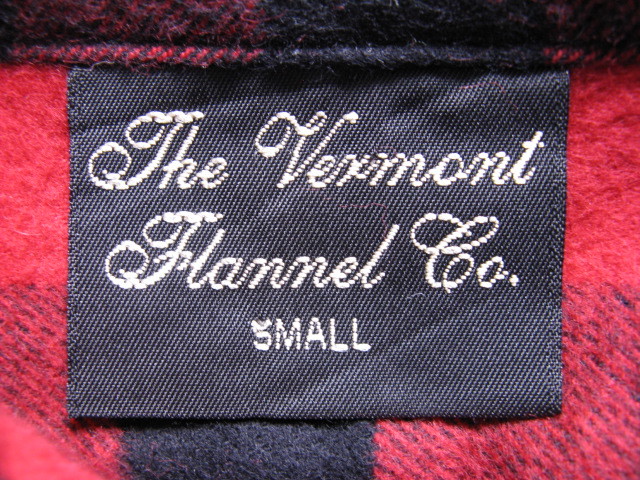 The Vermont
Flannel Co.
SMALL